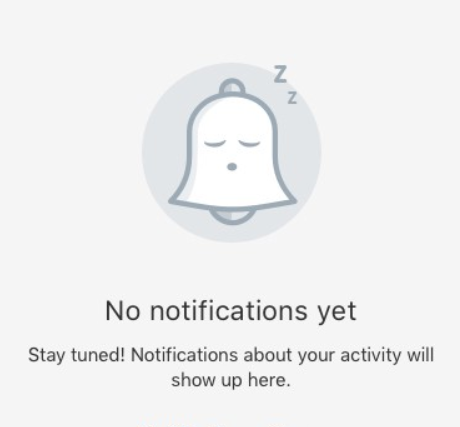 z
z
No notifications yet
Stay tuned! Notifications about your activity will
show up here.